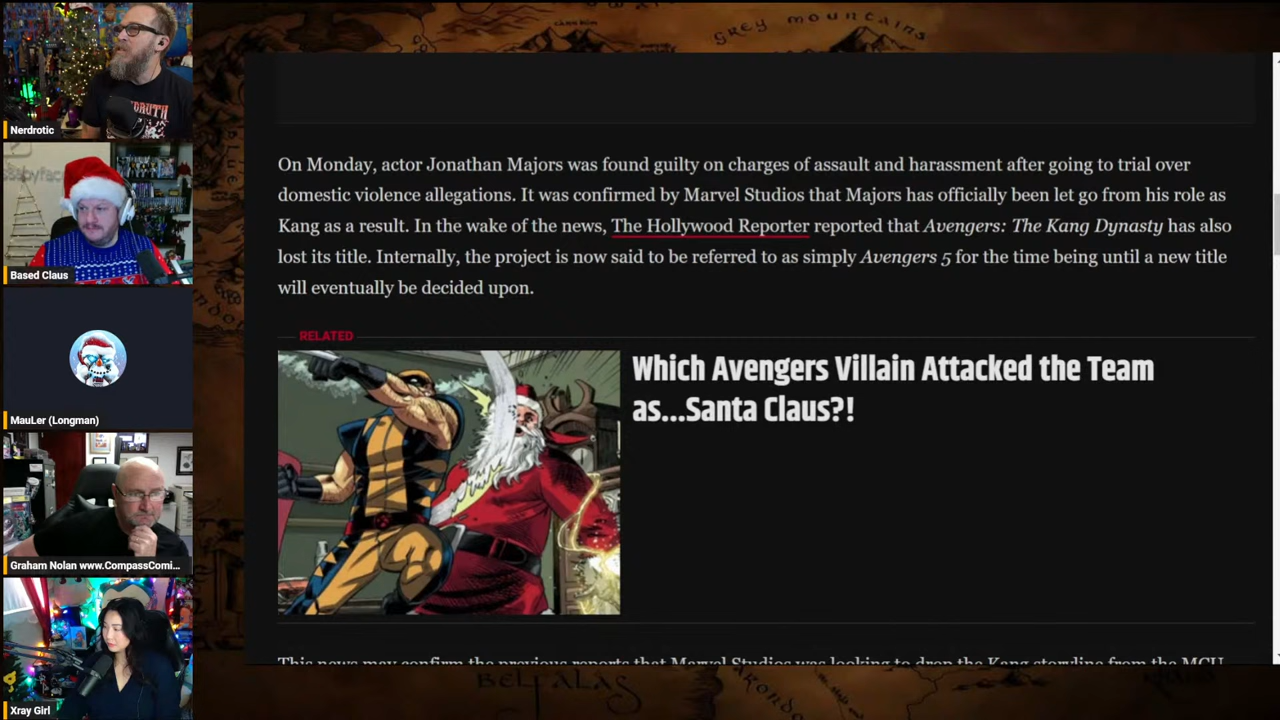 GREY MOUNTAINS
Nerdrotic
Based Claus
MauLer (Longman)
Graham Nolan www.CompassComi...
Xray Girl
On Monday, actor Jonathan Majors was found guilty on charges of assault and harassment after going to trial over
domestic violence allegations. It was confirmed by Marvel Studios that Majors has officially been let go from his role as
Kang as a result. In the wake of the news, The Hollywood Reporter reported that Avengers: The Kang Dynasty has also
lost its title. Internally, the project is now said to be referred to as simply Avengers 5 for the time being until a new title
will eventually be decided upon.
RELATED
Which Avengers Villain Attacked the Team
as...Santa Claus?!
This news may confirm the previous reports that Marvel Studios was looking to drop the Kang storyline from the MCU
BELFALAS